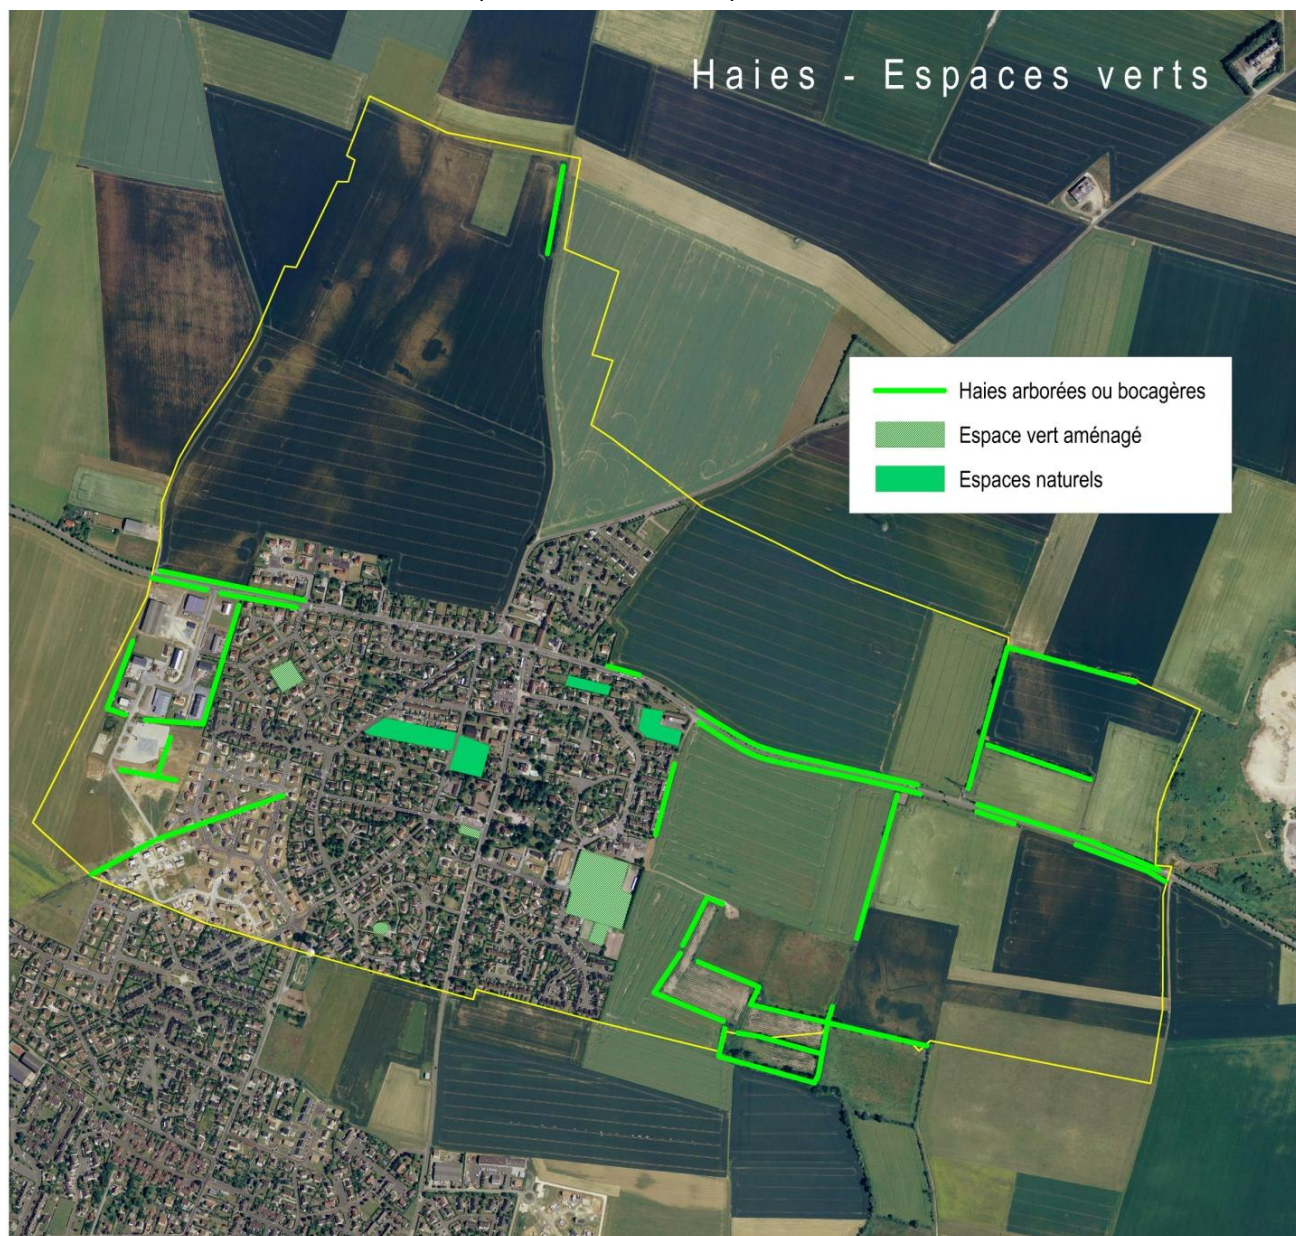 Haies - Espaces verts
Haies arborées ou bocagères
Espace vert aménagé
Espaces naturels